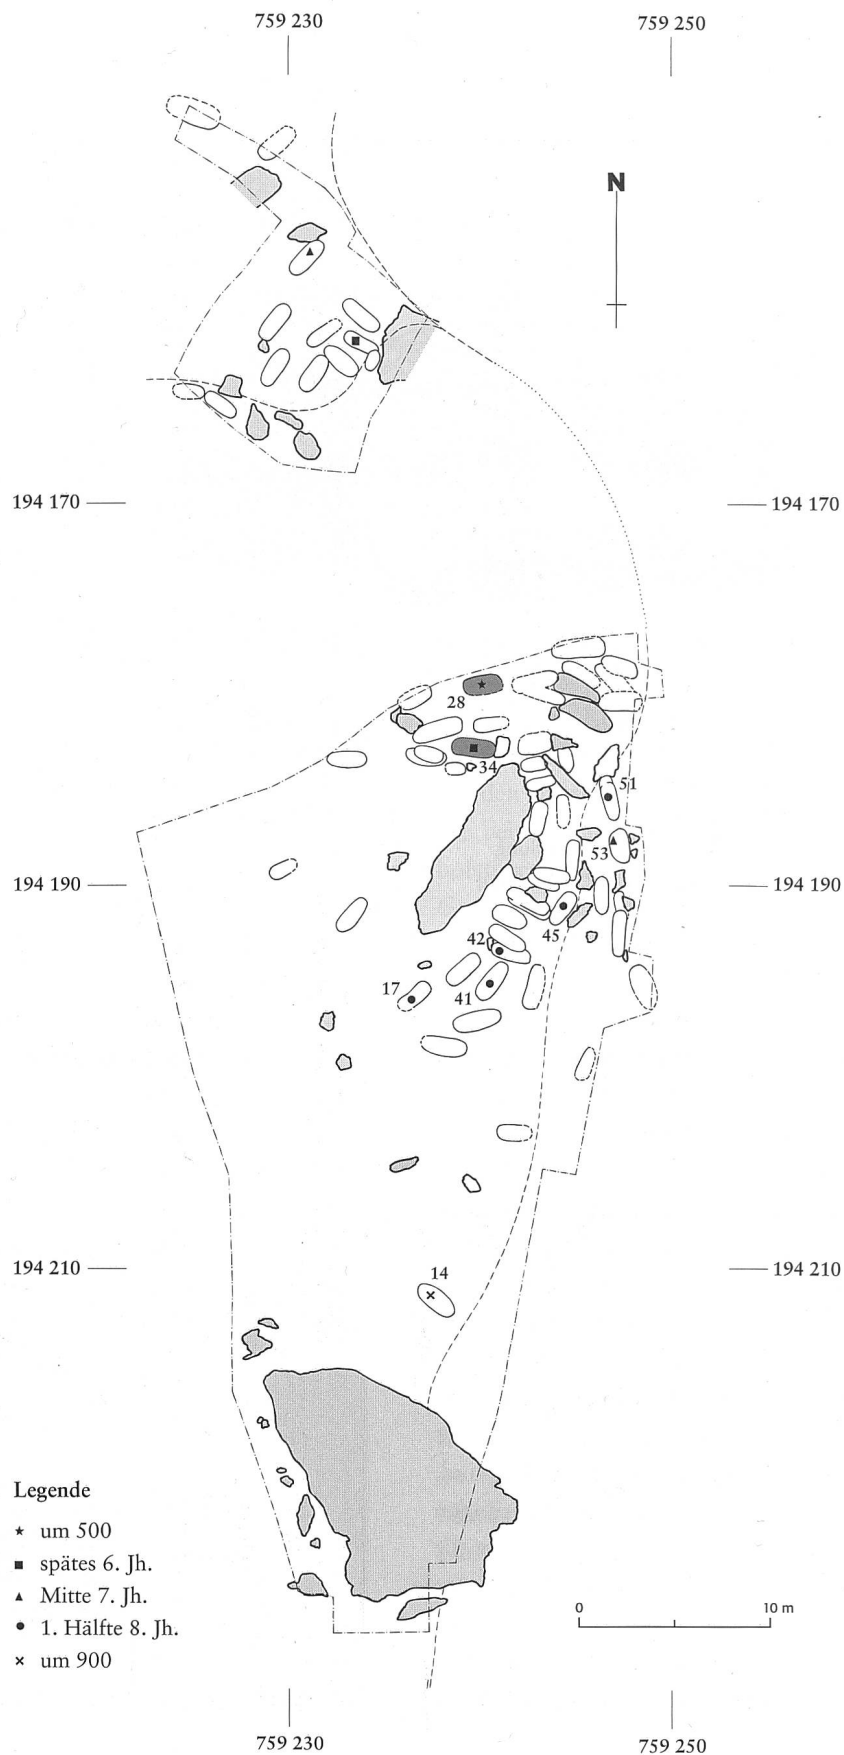 759 230 759 250
N
194 170 194 170
28
34
51
53
194 190 194 190
45
42
17 41
194 210 194 210
14
Legende
★ um 500
■ spätes 6. Jh.
▲ Mitte 7. Jh.
● 1. Hälfte 8. Jh.
× um 900
0 10 m
759 230 759 250